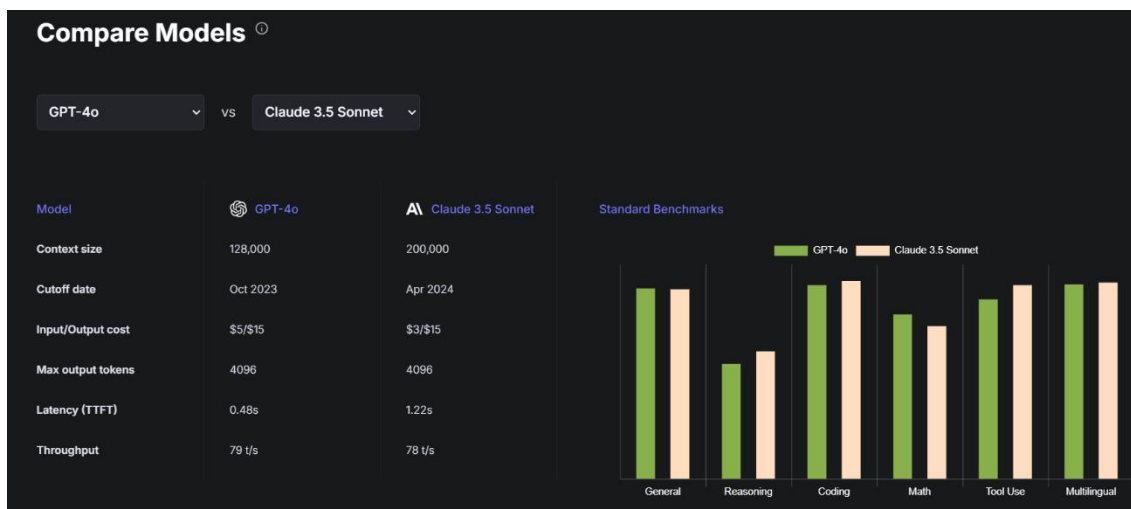 Compare Models
GPT-4o vs Claude 3.5 Sonnet
Model GPT-4o Claude 3.5 Sonnet
Context size 128,000 200,000
Cutoff date Oct 2023 Apr 2024
Input/Output cost $5/$15 $3/$15
Max output tokens 4096 4096
Latency (TTFT) 0.48s 1.22s
Throughput 79 t/s 78 t/s
Standard Benchmarks
GPT-4o Claude 3.5 Sonnet
General Reasoning Coding Math Tool Use Multilingual